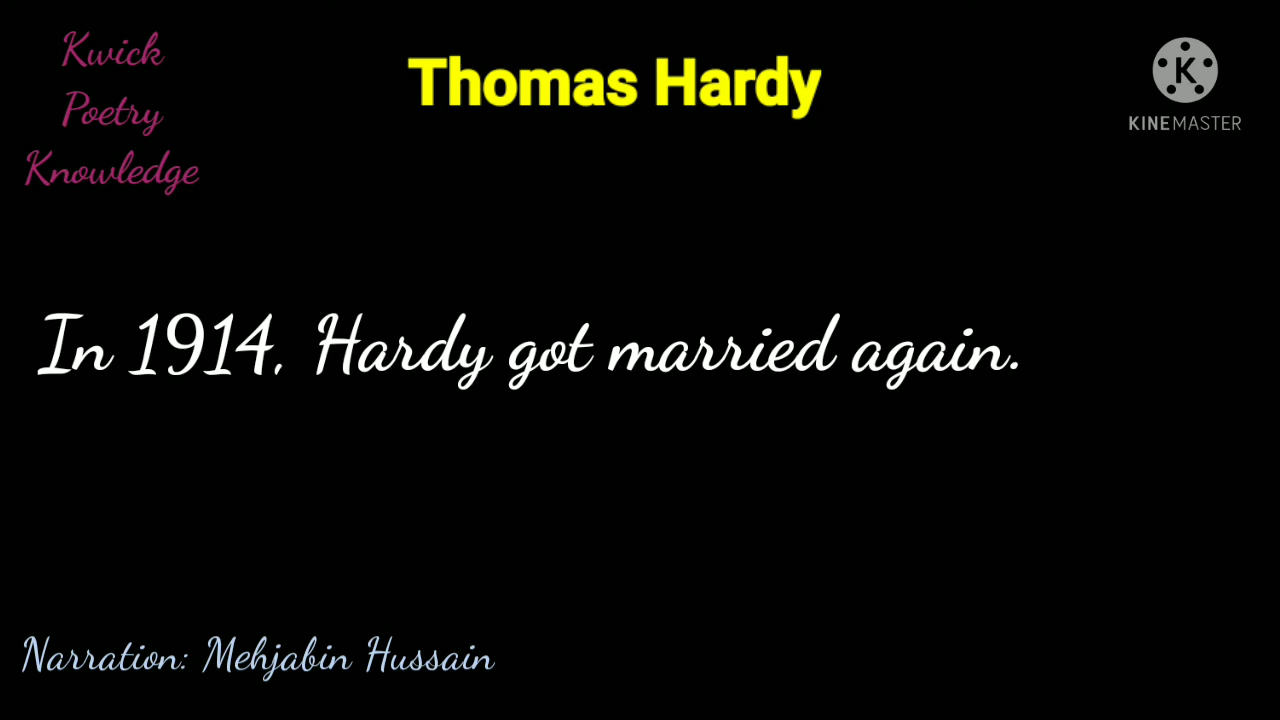 Kwick
Poetry
Knowledge
Thomas Hardy
K
KINEMASTER
In 1914, Hardy got married again.
Narration: Mehjabin Hussain